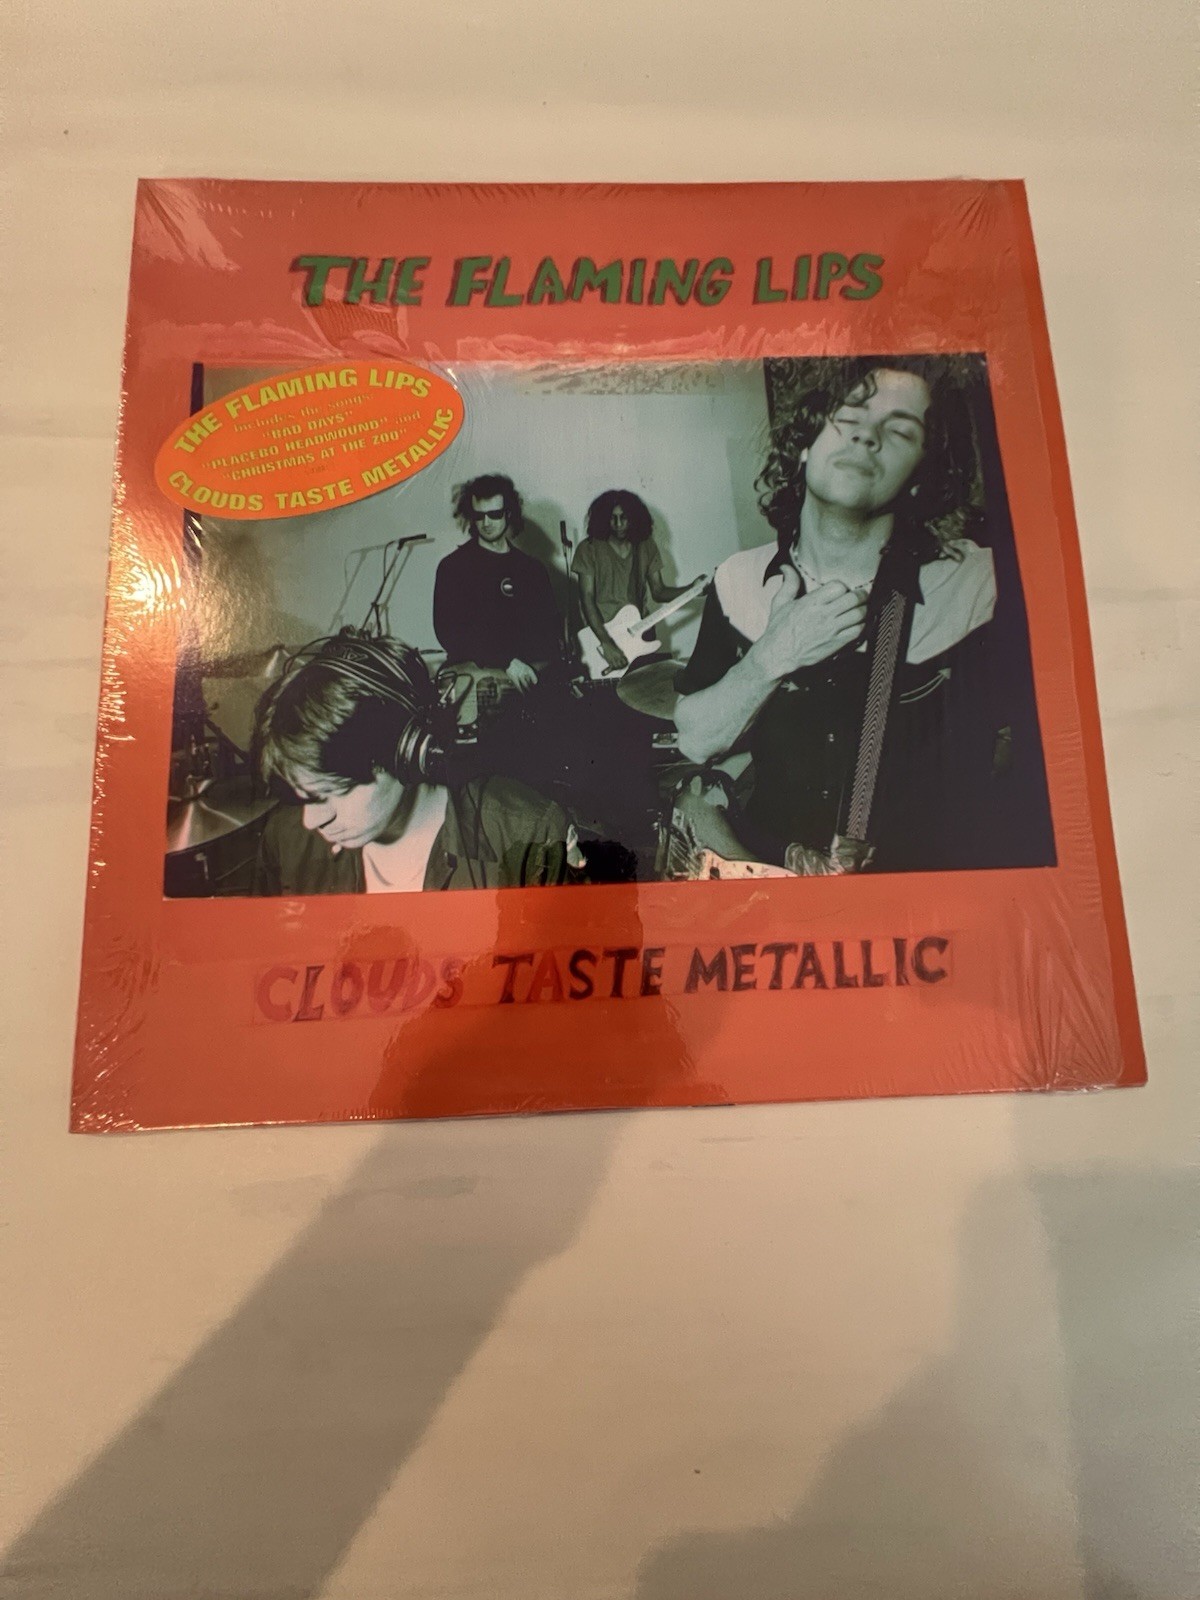 THE FLAMING LIPS
THE FLAMING LIPS
includes the songs
"BAD DAYS"
"PLACEBO HEADWOUND" and
"CHRISTMAS AT THE ZOO"
CLOUDS TASTE METALLIC
CLOUDS TASTE METALLIC